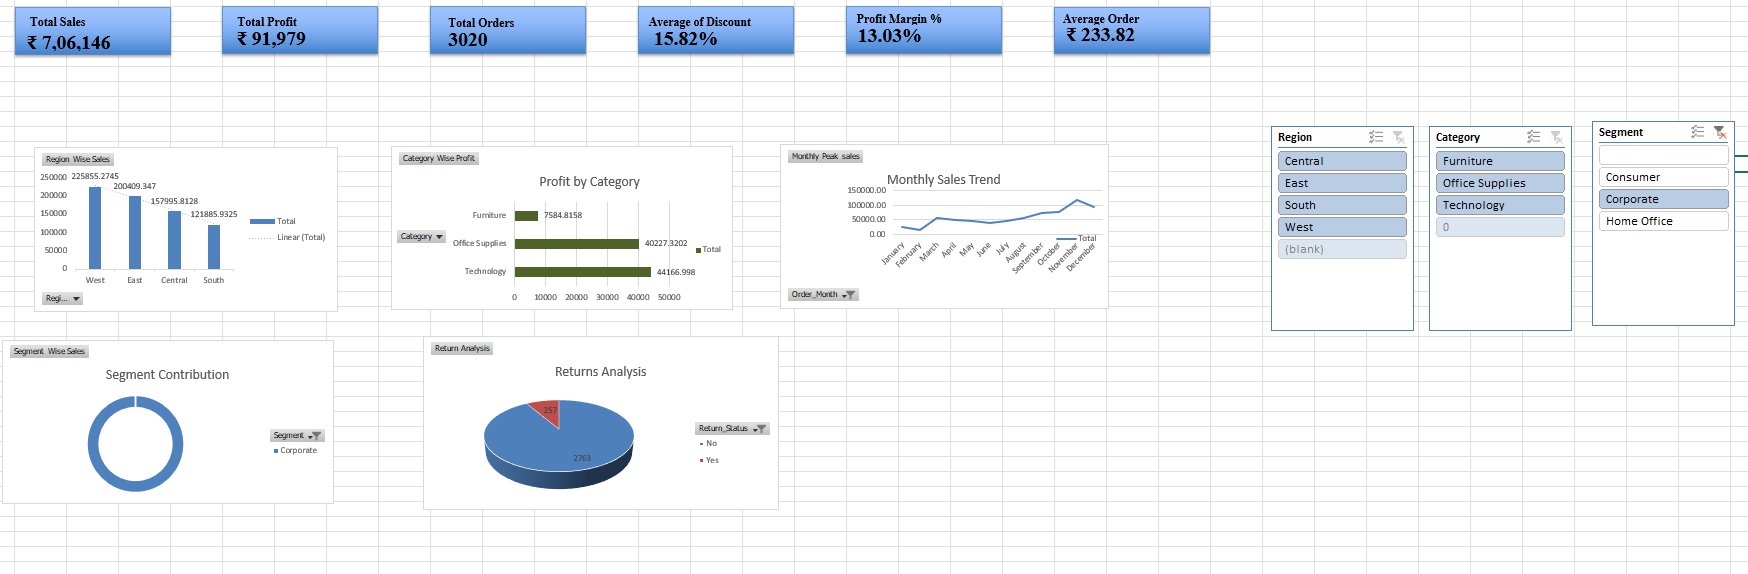 Total Sales
₹ 7,06,146
Total Profit
₹ 91,979
Total Orders
3020
Average of Discount
15.82%
Profit Margin %
13.03%
Average Order
₹ 233.82
Region Wise Sales
250000
200000
150000
100000
50000
0
225855.2745
200409.347
157995.8128
121885.9325
West
East
Central
South
Total
Linear (Total)
Regi...
Category Wise Profit
Profit by Category
Category
Furniture
7584.8158
Office Supplies
40227.3202
Technology
44166.998
Total
0 10000 20000 30000 40000 50000
Monthly Peak sales
Monthly Sales Trend
150000.00
100000.00
50000.00
0.00
January
February
March
April
May
June
July
August
September
October
November
December
Total
Order_Month
Region
Central
East
South
West
(blank)
Category
Furniture
Office Supplies
Technology
0
Segment
Consumer
Corporate
Home Office
Segment Wise Sales
Segment Contribution
Segment
Corporate
Return Analysis
Returns Analysis
257
2763
Return_Status
No
Yes